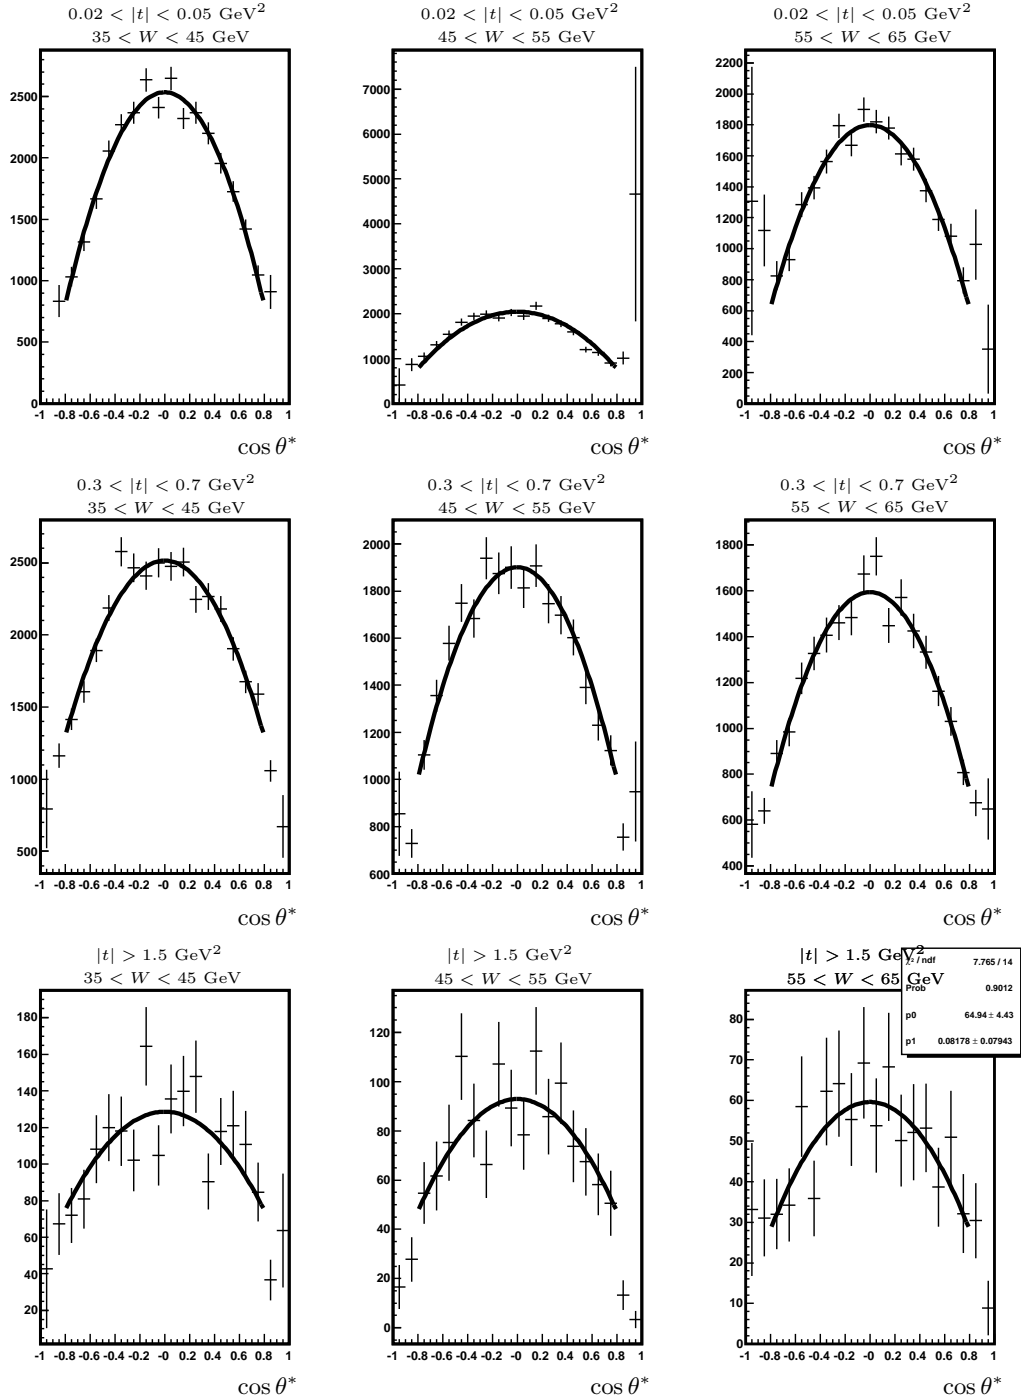 0.02 < |t| < 0.05 GeV²
35 < W < 45 GeV
2500
2000
1500
1000
500
0
-1 -0.8 -0.6 -0.4 -0.2 -0 0.2 0.4 0.6 0.8 1
cos θ*
0.02 < |t| < 0.05 GeV²
45 < W < 55 GeV
7000
6000
5000
4000
3000
2000
1000
0
-1 -0.8 -0.6 -0.4 -0.2 -0 0.2 0.4 0.6 0.8 1
cos θ*
0.02 < |t| < 0.05 GeV²
55 < W < 65 GeV
2200
2000
1800
1600
1400
1200
1000
800
600
400
200
0
-1 -0.8 -0.6 -0.4 -0.2 -0 0.2 0.4 0.6 0.8 1
cos θ*
0.3 < |t| < 0.7 GeV²
35 < W < 45 GeV
2500
2000
1500
1000
500
-1 -0.8 -0.6 -0.4 -0.2 -0 0.2 0.4 0.6 0.8 1
cos θ*
0.3 < |t| < 0.7 GeV²
45 < W < 55 GeV
2000
1800
1600
1400
1200
1000
800
600
-1 -0.8 -0.6 -0.4 -0.2 -0 0.2 0.4 0.6 0.8 1
cos θ*
0.3 < |t| < 0.7 GeV²
55 < W < 65 GeV
1800
1600
1400
1200
1000
800
600
400
-1 -0.8 -0.6 -0.4 -0.2 -0 0.2 0.4 0.6 0.8 1
cos θ*
|t| > 1.5 GeV²
35 < W < 45 GeV
180
160
140
120
100
80
60
40
20
-1 -0.8 -0.6 -0.4 -0.2 -0 0.2 0.4 0.6 0.8 1
cos θ*
|t| > 1.5 GeV²
45 < W < 55 GeV
120
100
80
60
40
20
0
-1 -0.8 -0.6 -0.4 -0.2 -0 0.2 0.4 0.6 0.8 1
cos θ*
|t| > 1.5 GeV²
55 < W < 65 GeV
χ² / ndf 7.765 / 14
Prob 0.9012
p0 64.94 ± 4.43
p1 0.08178 ± 0.07943
80
70
60
50
40
30
20
10
0
-1 -0.8 -0.6 -0.4 -0.2 -0 0.2 0.4 0.6 0.8 1
cos θ*